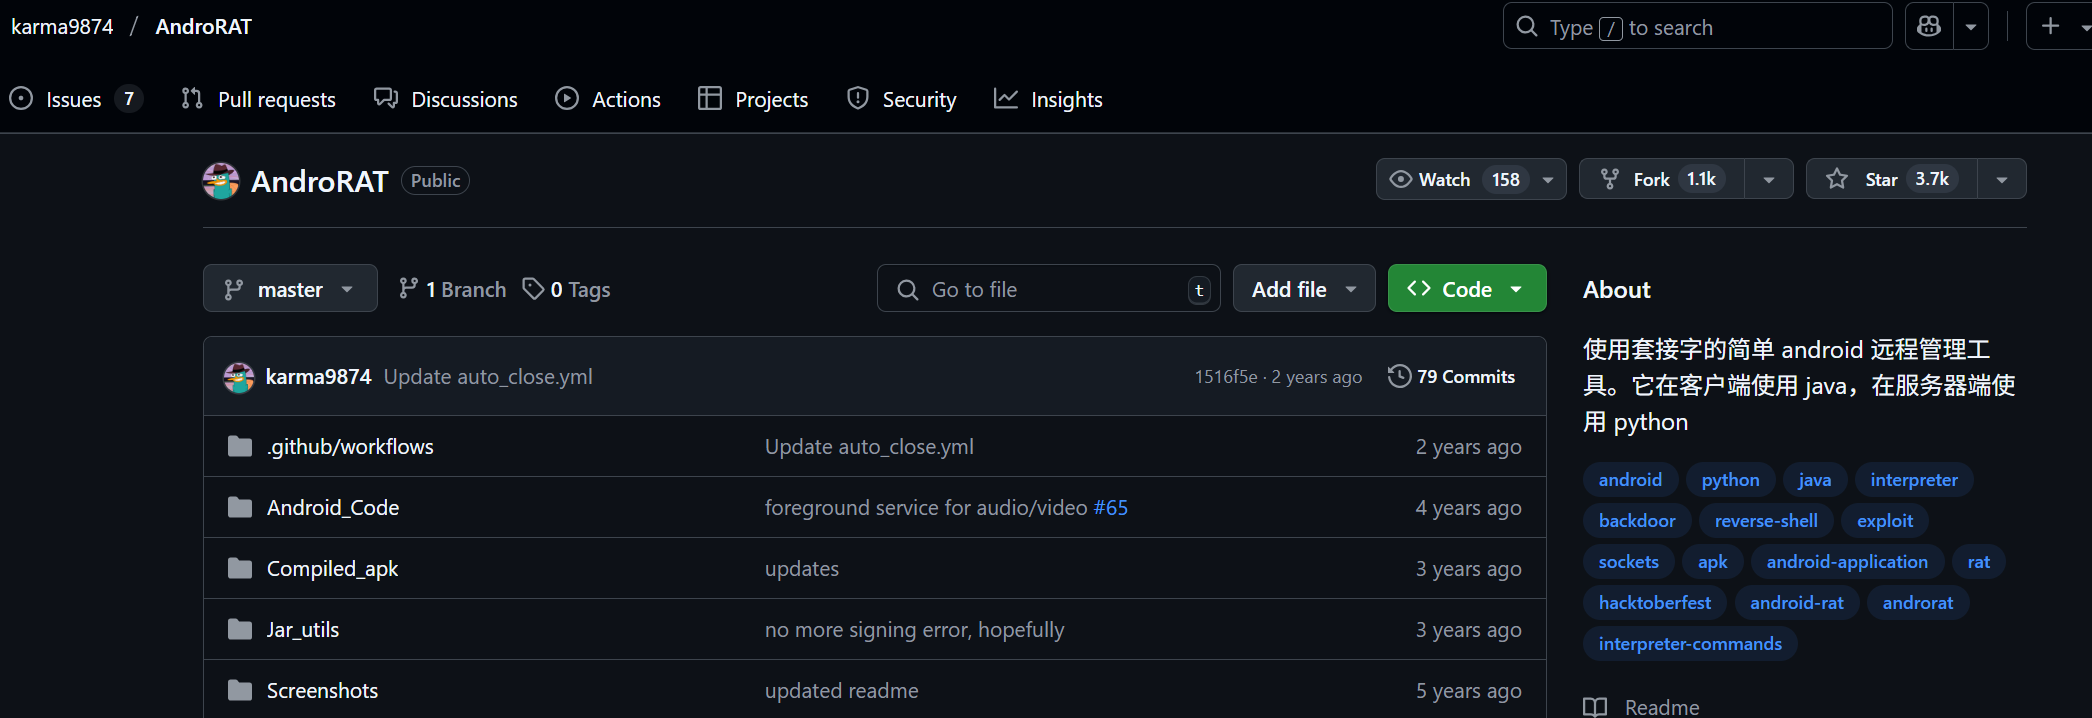 karma9874 / AndroRAT
Type / to search
Issues 7 Pull requests Discussions Actions Projects Security Insights
AndroRAT Public
Watch 158 Fork 1.1k Star 3.7k
master 1 Branch 0 Tags Go to file t Add file Code
karma9874 Update auto_close.yml 1516f5e · 2 years ago 79 Commits
.github/workflows Update auto_close.yml 2 years ago
Android_Code foreground service for audio/video #65 4 years ago
Compiled_apk updates 3 years ago
Jar_utils no more signing error, hopefully 3 years ago
Screenshots updated readme 5 years ago
About
使用套接字的简单 android 远程管理工
具。它在客户端使用 java，在服务器端使
用 python
android python java interpreter
backdoor reverse-shell exploit
sockets apk android-application rat
hacktoberfest android-rat androrat
interpreter-commands
Readme